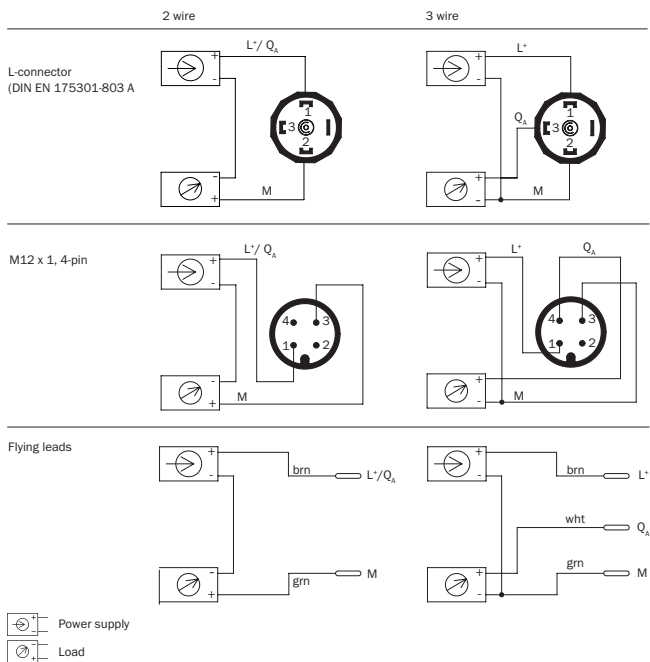 2 wire 3 wire
L-connector
(DIN EN 175301-803 A
L⁺/ Q_A
+
-
1
3
2
-
+
M
L⁺
+
-
Q_A
1
3
2
+
-
M
M12 x 1, 4-pin
L⁺/ Q_A
+
-
4 3
1 2
-
+
M
L⁺ Q_A
+
-
4 3
1 2
+
-
M
Flying leads
+
-
brn L⁺/Q_A
-
+
grn M
+
-
brn L⁺
wht Q_A
+
-
grn M
+
-
Power supply
-
+
Load